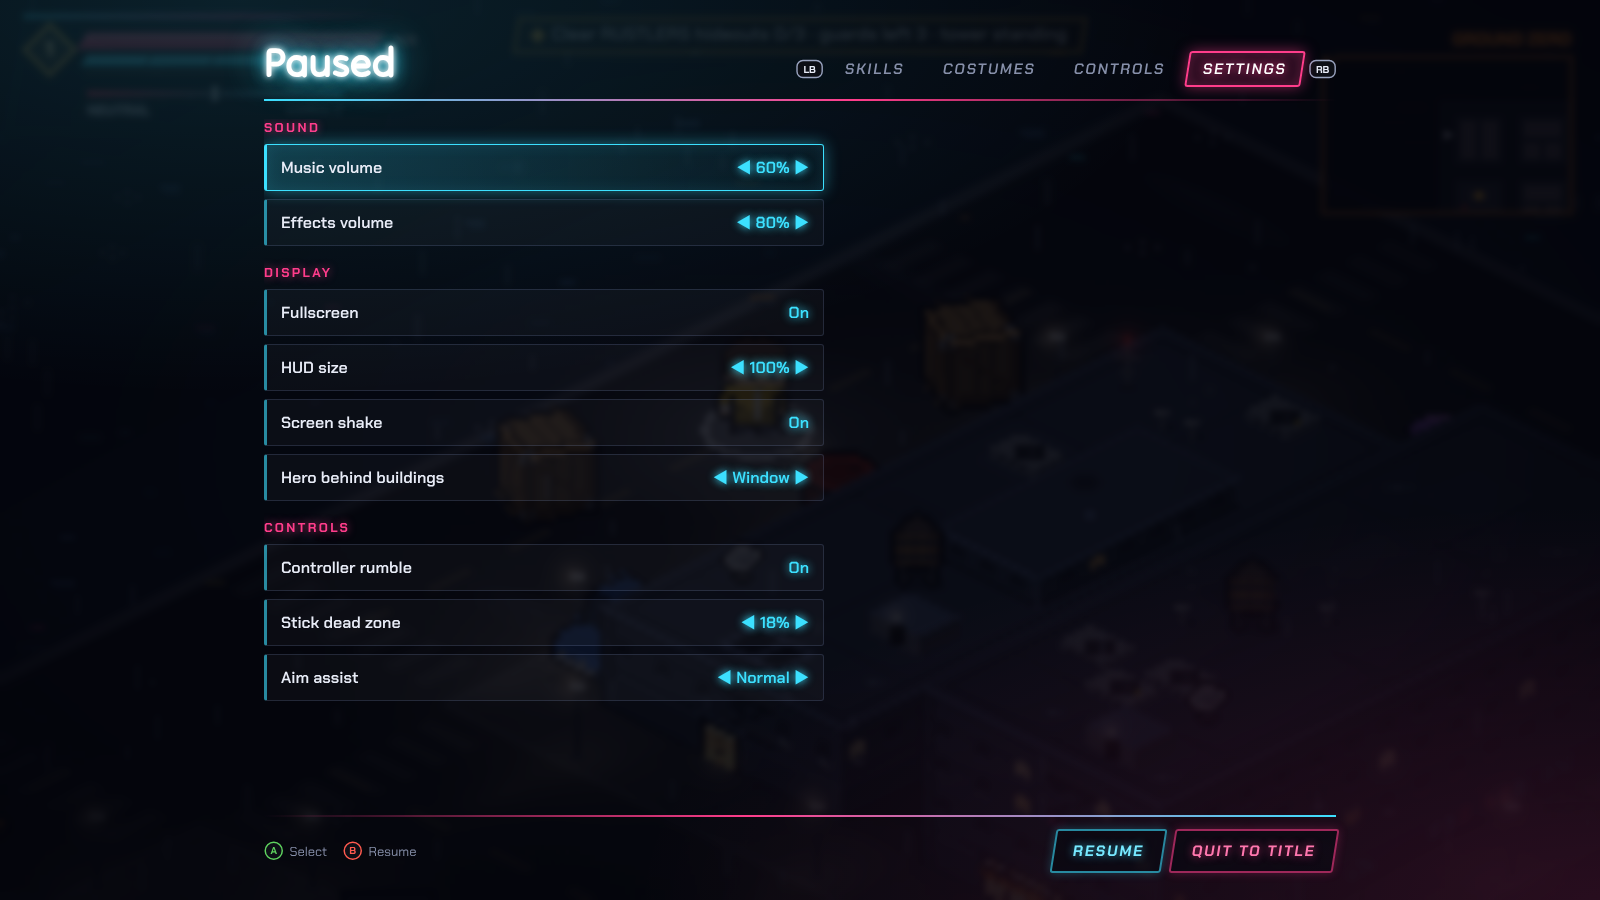 Paused
LB SKILLS COSTUMES CONTROLS SETTINGS RB
SOUND
Music volume ◀ 60% ▶
Effects volume ◀ 80% ▶
DISPLAY
Fullscreen On
HUD size ◀ 100% ▶
Screen shake On
Hero behind buildings ◀ Window ▶
CONTROLS
Controller rumble On
Stick dead zone ◀ 18% ▶
Aim assist ◀ Normal ▶
A Select B Resume
RESUME QUIT TO TITLE